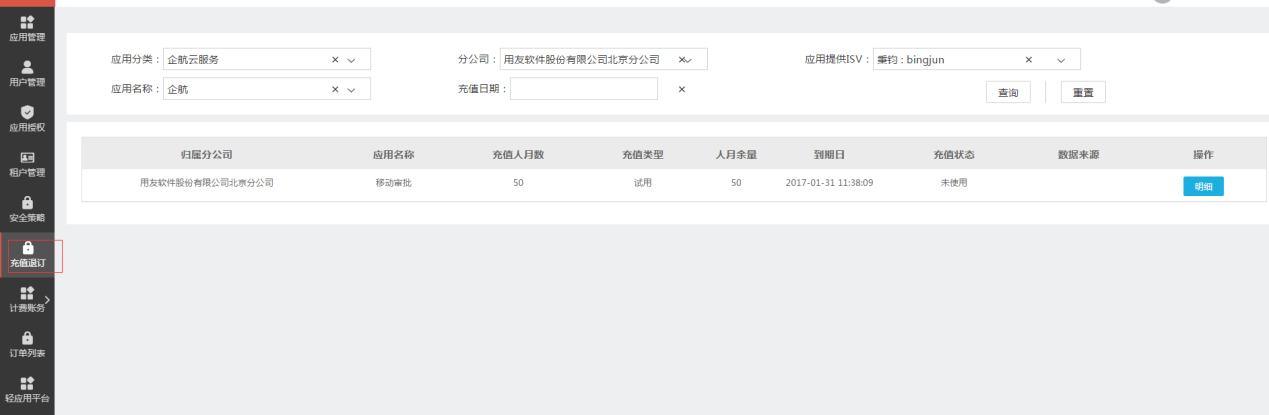 应用管理
用户管理
应用授权
租户管理
安全策略
充值退订
计费账务
订单列表
轻应用平台
应用分类： 企航云服务
分公司： 用友软件股份有限公司北京分公司
应用提供ISV： 秉钧 : bingjun
应用名称： 企航
充值日期：
查询 重置
归属分公司 应用名称 充值人月数 充值类型 人月余量 到期日 充值状态 数据来源 操作
用友软件股份有限公司北京分公司 移动审批 50 试用 50 2017-01-31 11:38:09 未使用 明细